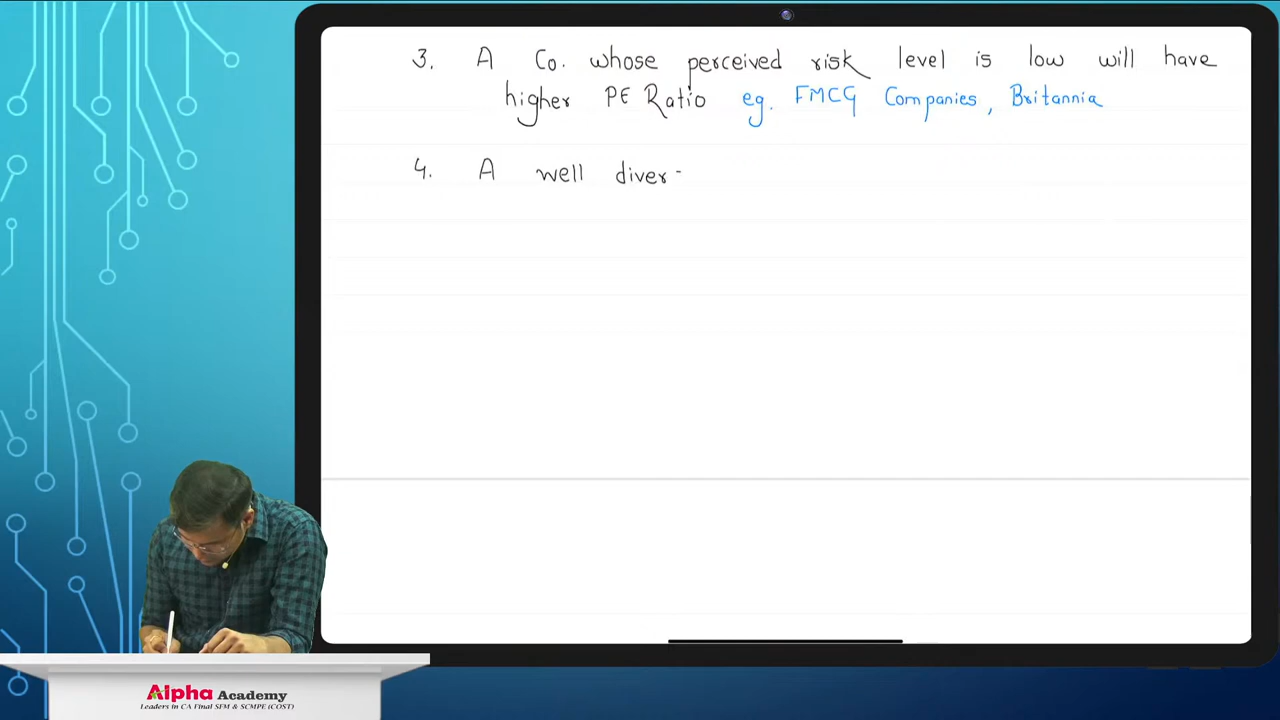 3. A Co. whose perceived risk level is low will have
higher PE Ratio eg. FMCG Companies, Britannia
4. A well diver
Alpha Academy
Leaders in CA Final SFM & SCMPE (COST)